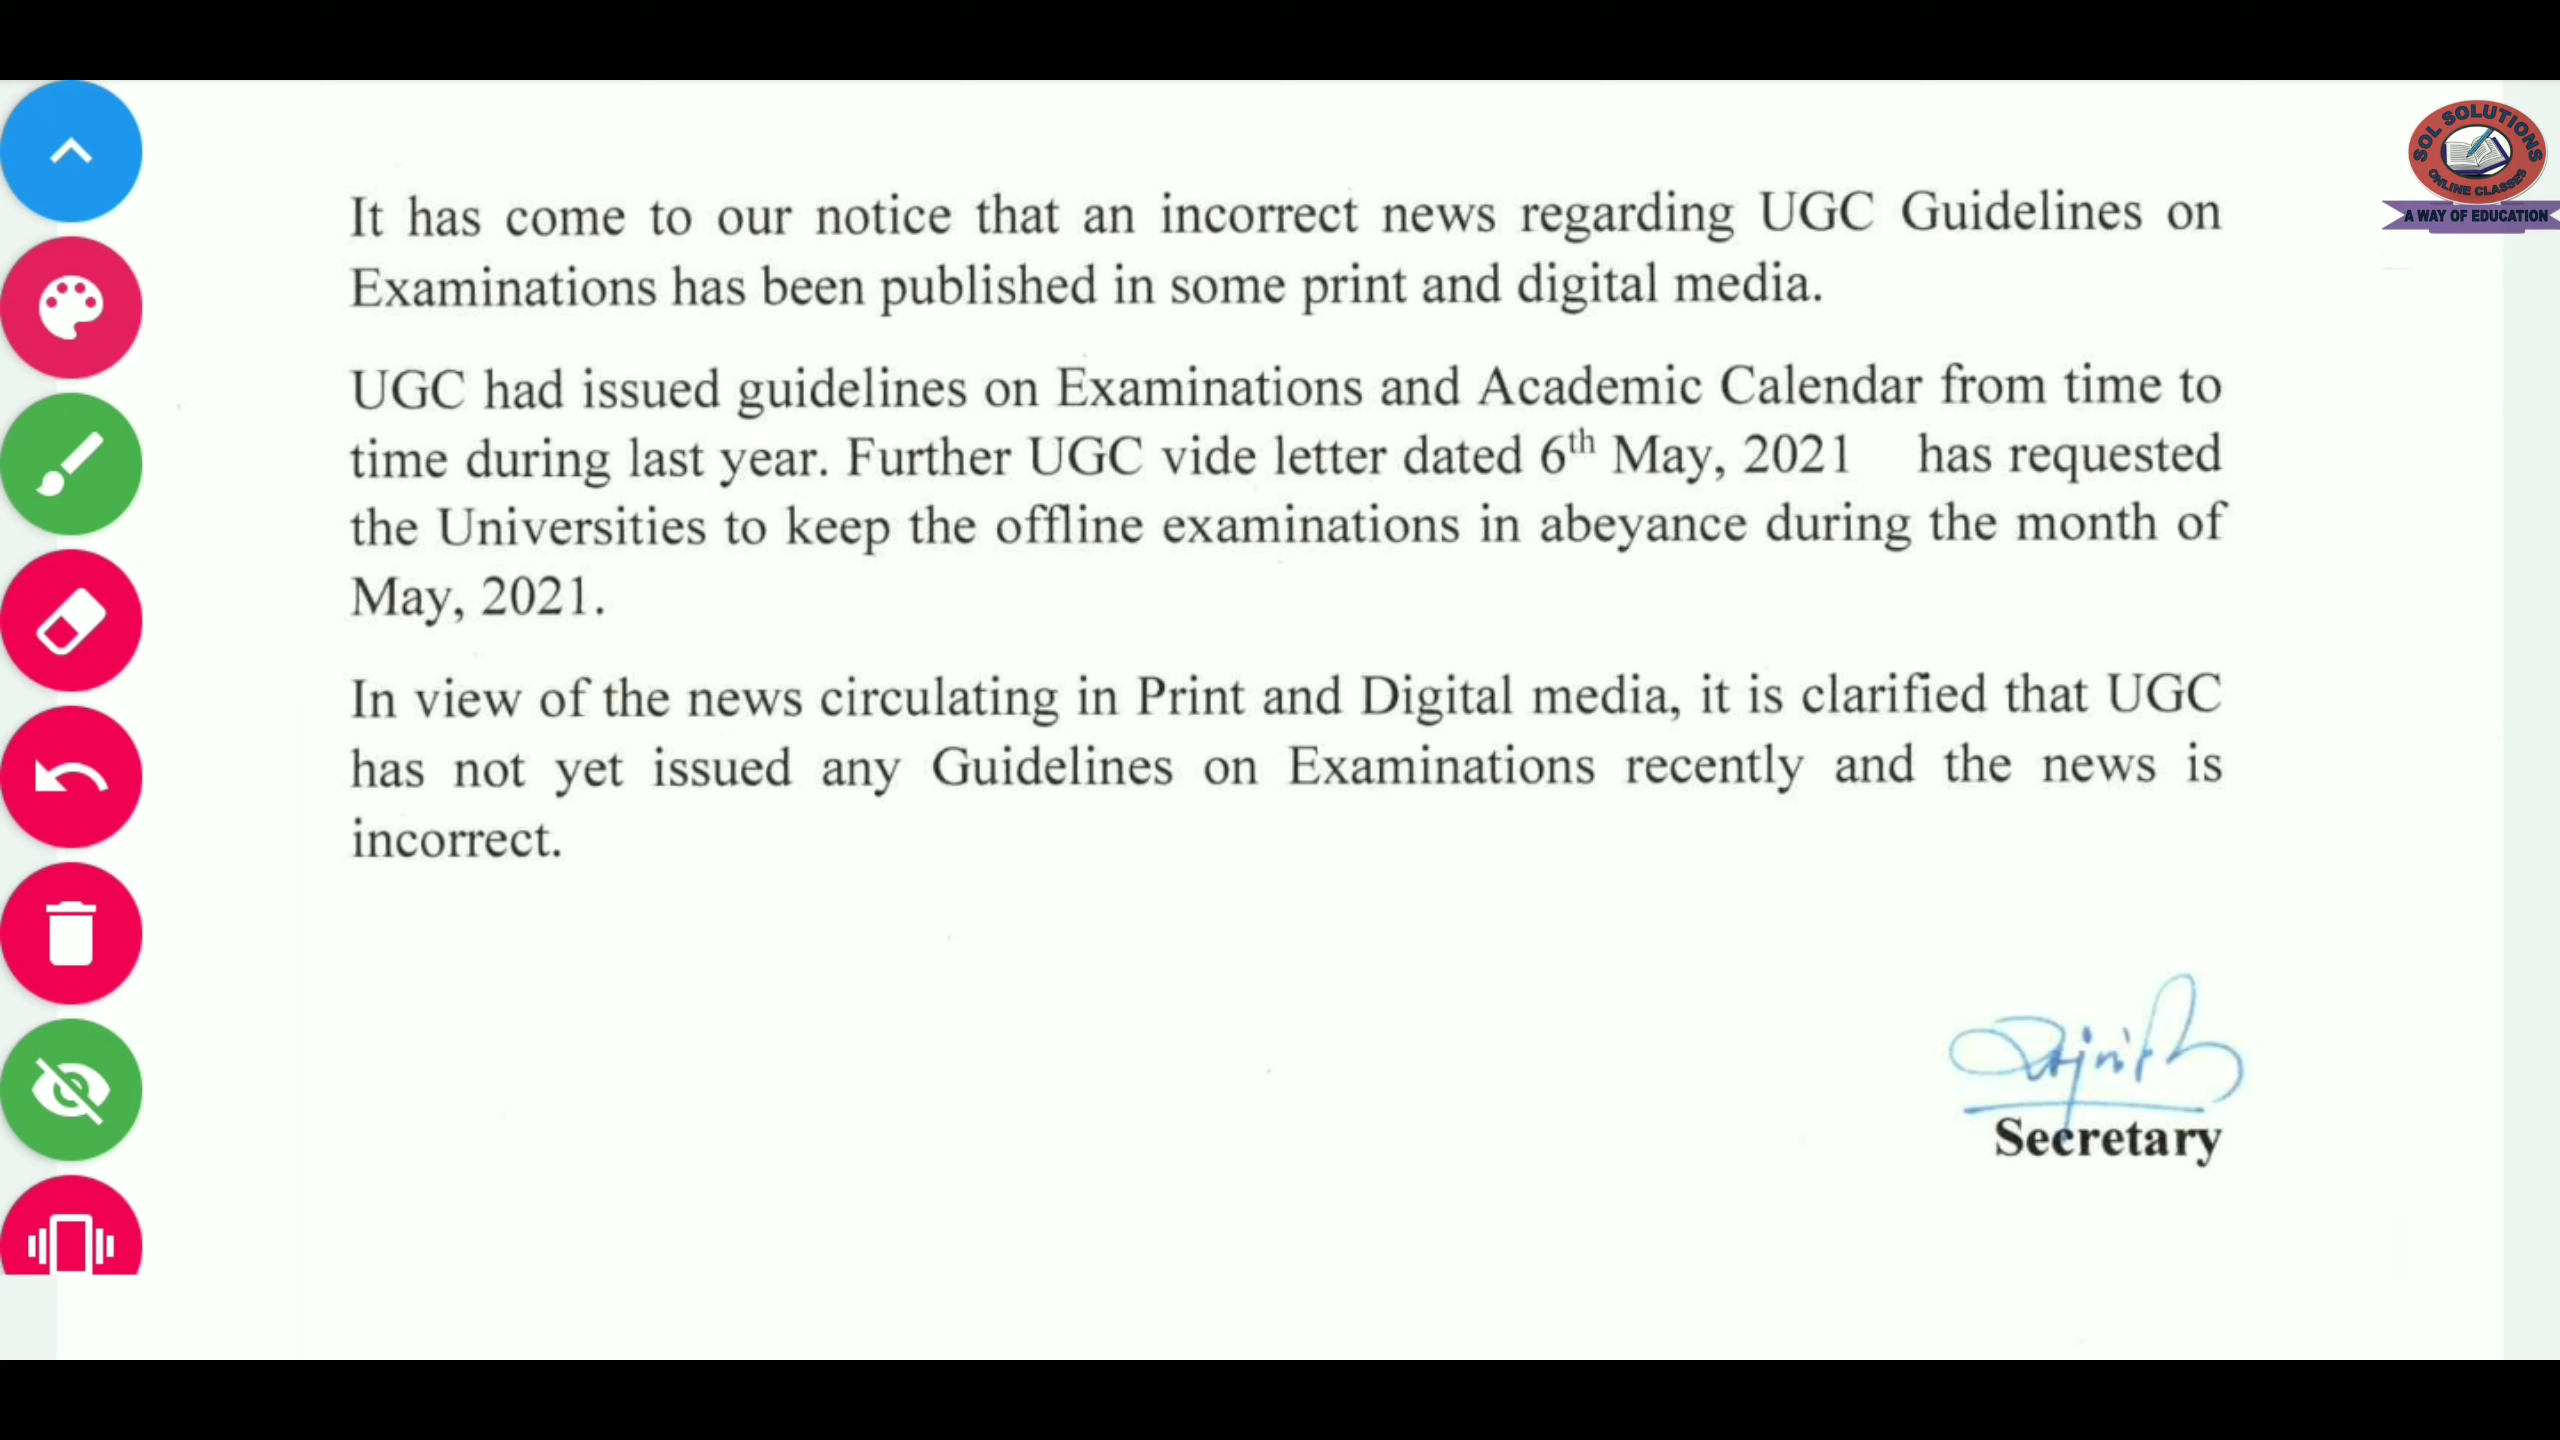 SOL SOLUTIONS
ONLINE CLASSES
A WAY OF EDUCATION
It has come to our notice that an incorrect news regarding UGC Guidelines on
Examinations has been published in some print and digital media.
UGC had issued guidelines on Examinations and Academic Calendar from time to
time during last year. Further UGC vide letter dated 6th May, 2021 has requested
the Universities to keep the offline examinations in abeyance during the month of
May, 2021.
In view of the news circulating in Print and Digital media, it is clarified that UGC
has not yet issued any Guidelines on Examinations recently and the news is
incorrect.
Secretary